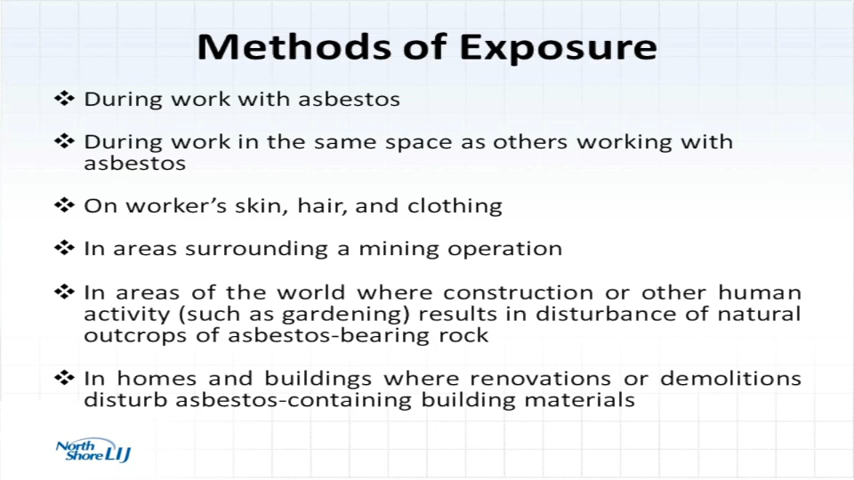 Methods of Exposure
❖ During work with asbestos
❖ During work in the same space as others working with
asbestos
❖ On worker's skin, hair, and clothing
❖ In areas surrounding a mining operation
❖ In areas of the world where construction or other human
activity (such as gardening) results in disturbance of natural
outcrops of asbestos-bearing rock
❖ In homes and buildings where renovations or demolitions
disturb asbestos-containing building materials
North
Shore LIJ